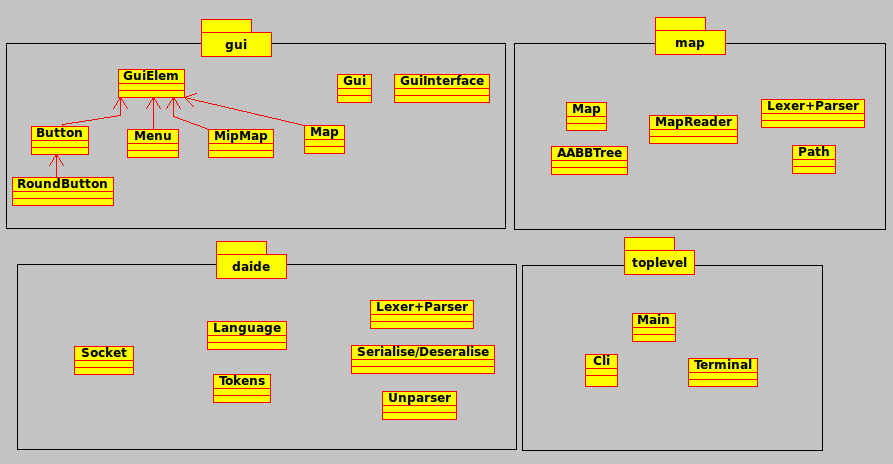 gui
GuiElem
Gui
GuiInterface
Button
Menu
MipMap
Map
RoundButton
map
Map
MapReader
Lexer+Parser
AABBTree
Path
daide
Lexer+Parser
Language
Socket
Serialise/Deseralise
Tokens
Unparser
toplevel
Main
Cli
Terminal